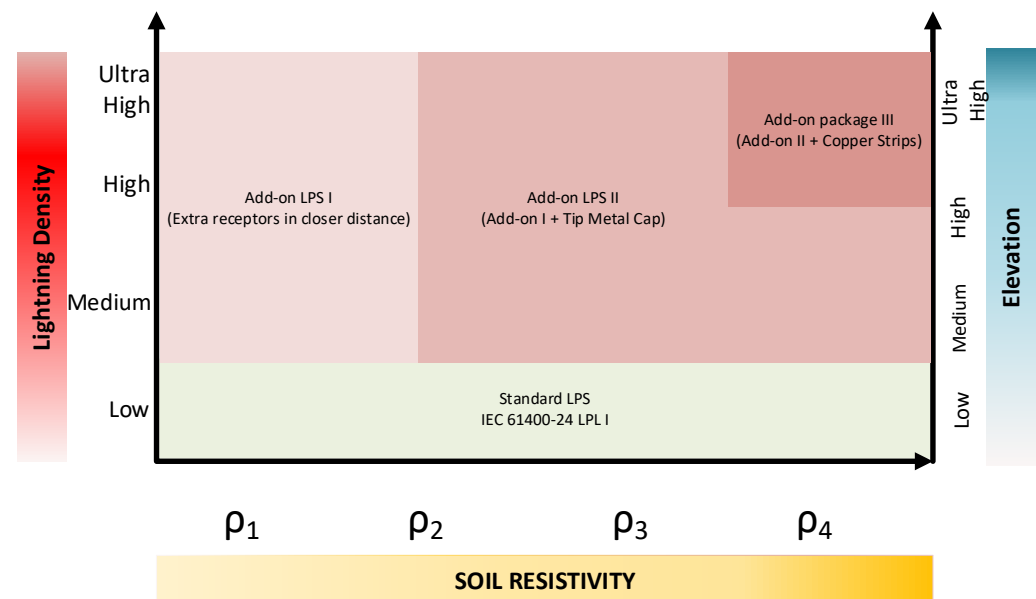 Lightning Density
Ultra
High
High
Medium
Low
Add-on LPS I
(Extra receptors in closer distance)
Add-on LPS II
(Add-on I + Tip Metal Cap)
Add-on package III
(Add-on II + Copper Strips)
Standard LPS
IEC 61400-24 LPL I
Ultra
High
High
Medium
Low
Elevation
ρ1 ρ2 ρ3 ρ4
SOIL RESISTIVITY